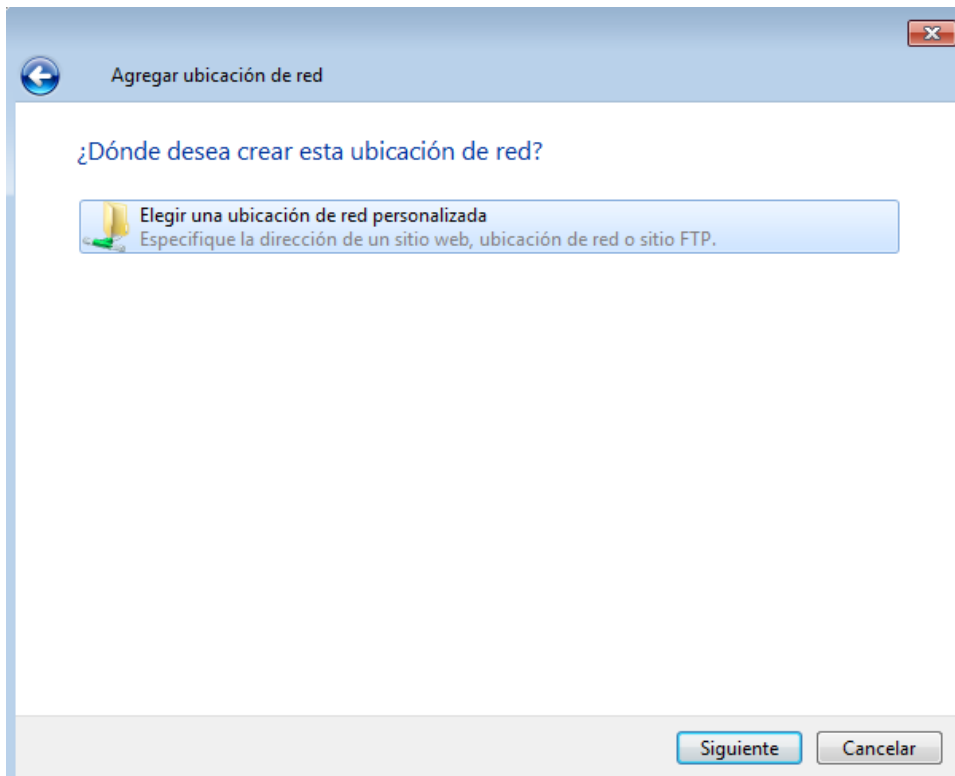 Agregar ubicación de red
¿Dónde desea crear esta ubicación de red?
Elegir una ubicación de red personalizada
Especifique la dirección de un sitio web, ubicación de red o sitio FTP.
Siguiente
Cancelar